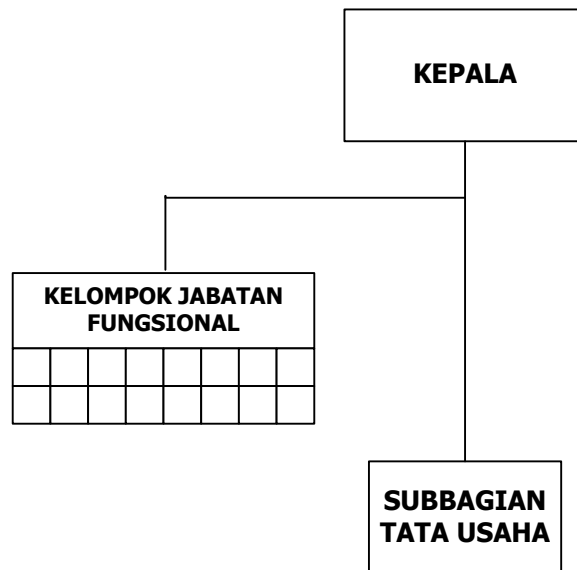 KEPALA
KELOMPOK JABATAN
FUNGSIONAL
SUBBAGIAN
TATA USAHA